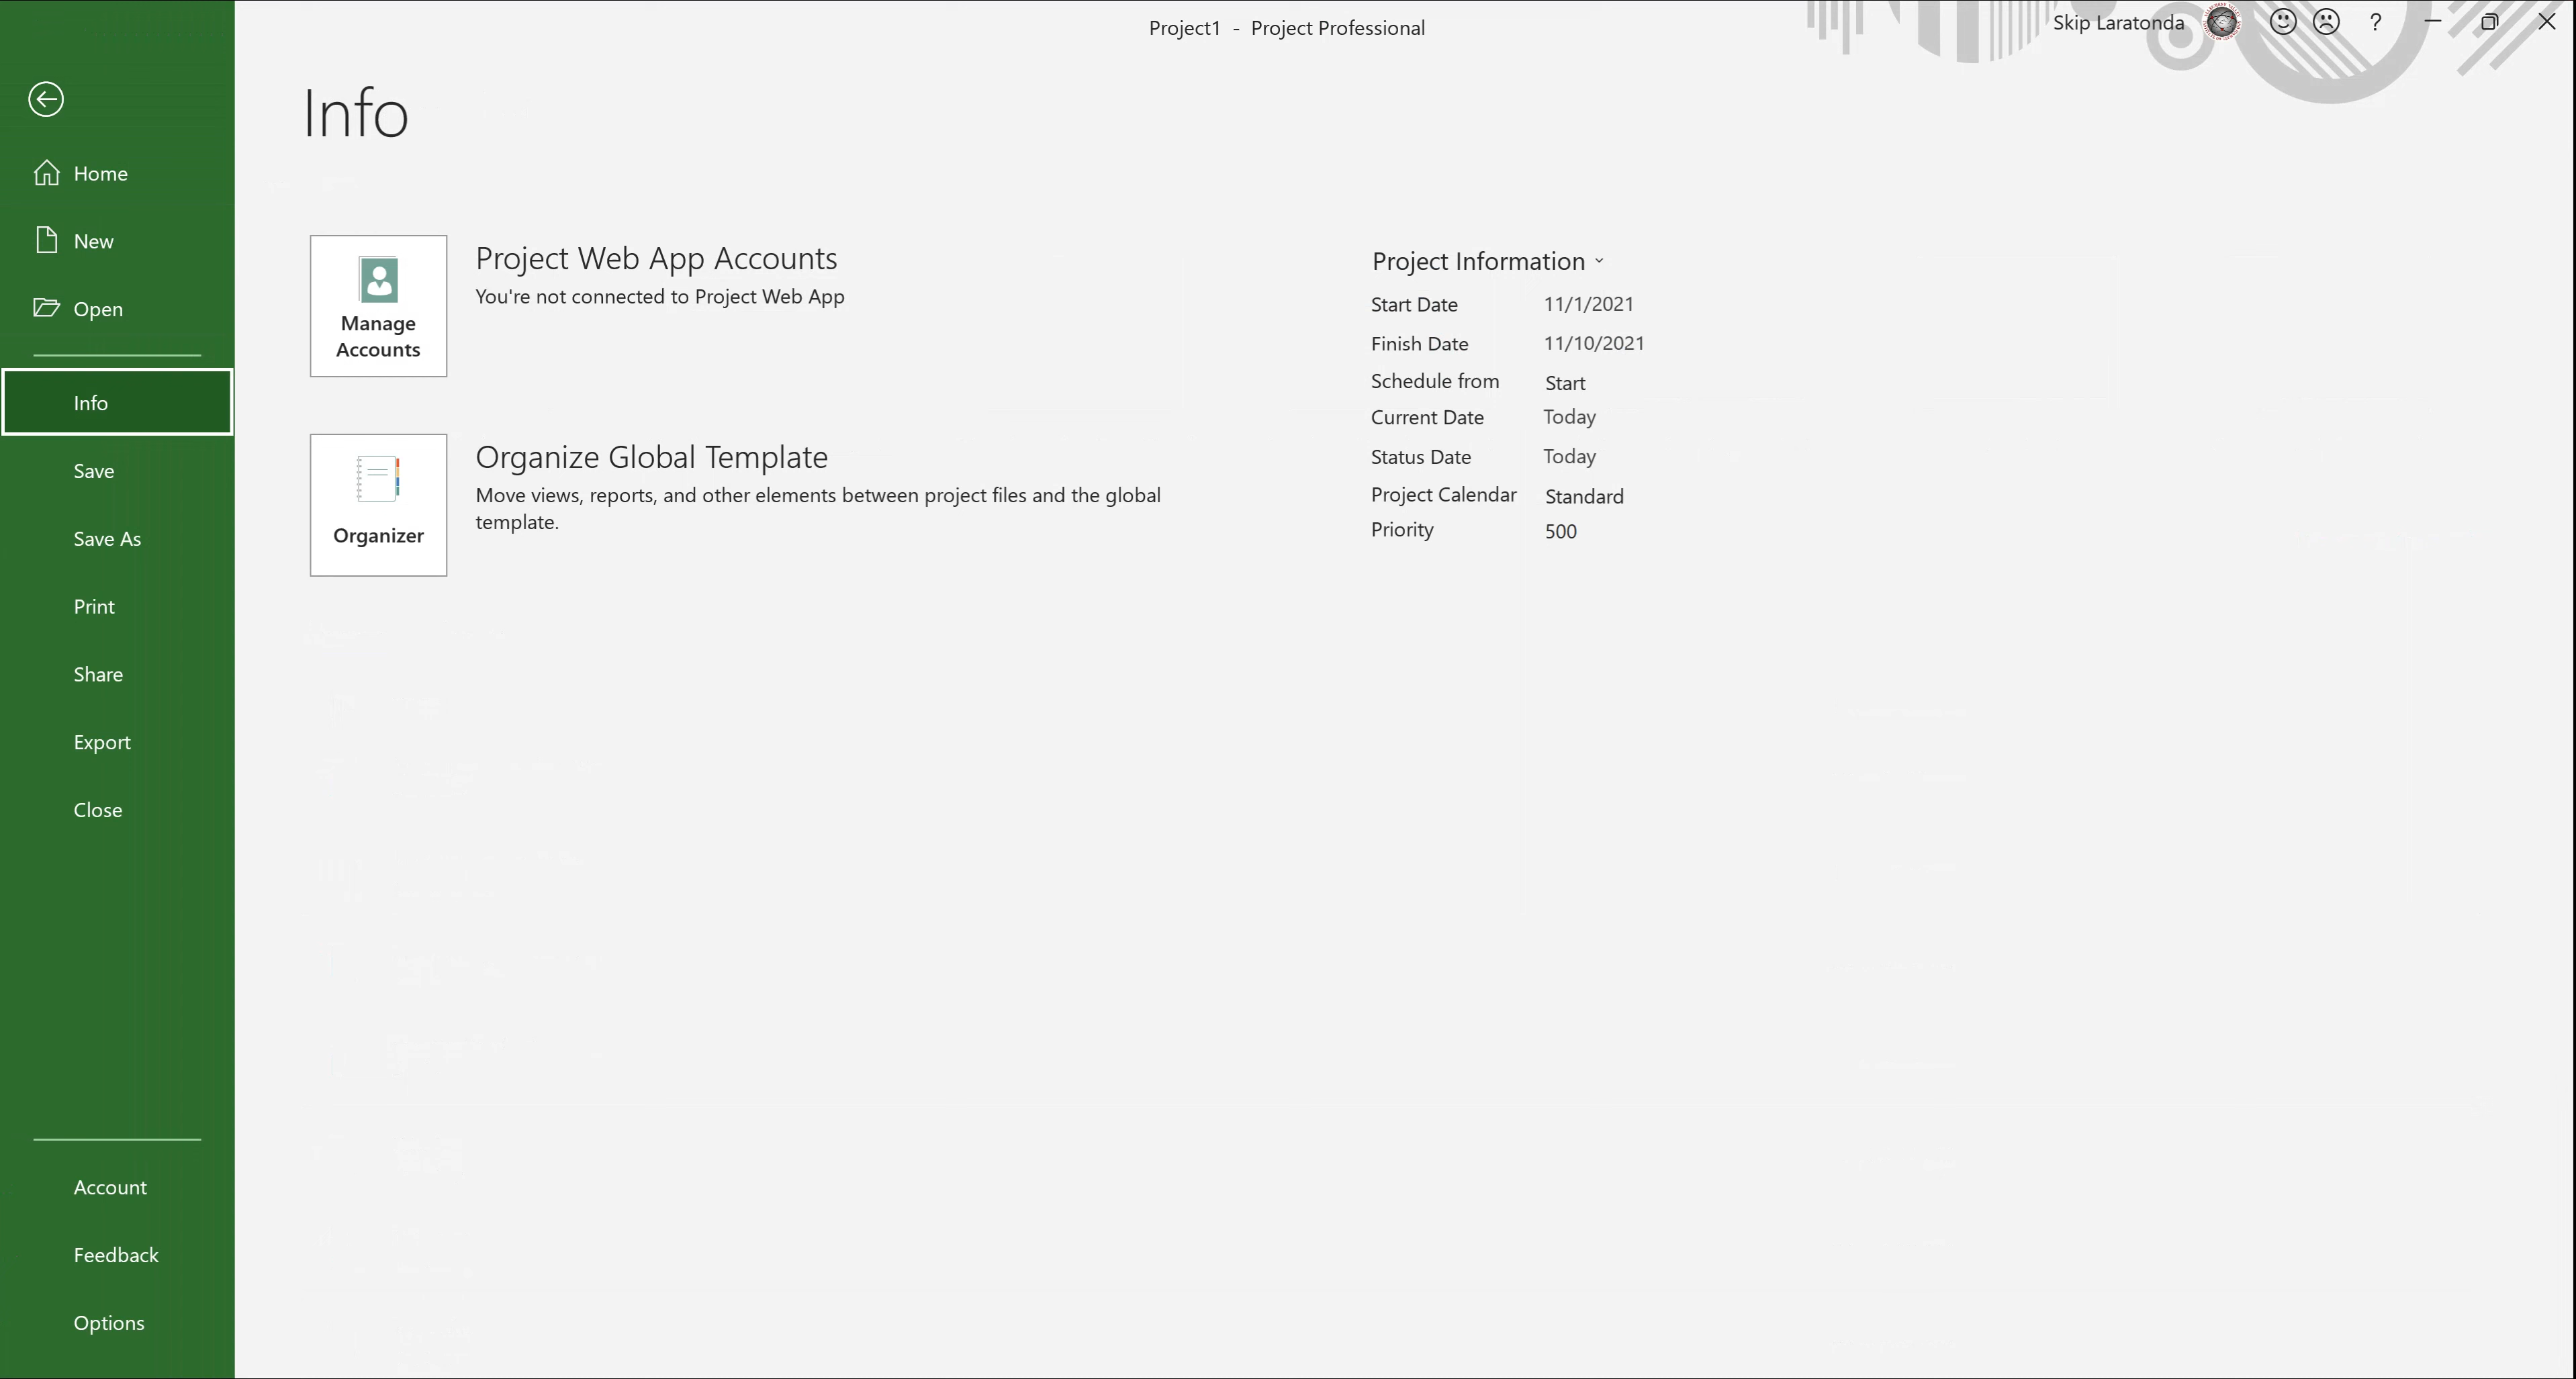 Project1 - Project Professional
Skip Laratonda
?
Info
Home
New
Open
Info
Save
Save As
Print
Share
Export
Close
Account
Feedback
Options
Manage
Accounts
Project Web App Accounts
You're not connected to Project Web App
Organizer
Organize Global Template
Move views, reports, and other elements between project files and the global
template.
Project Information
Start Date 11/1/2021
Finish Date 11/10/2021
Schedule from Start
Current Date Today
Status Date Today
Project Calendar Standard
Priority 500